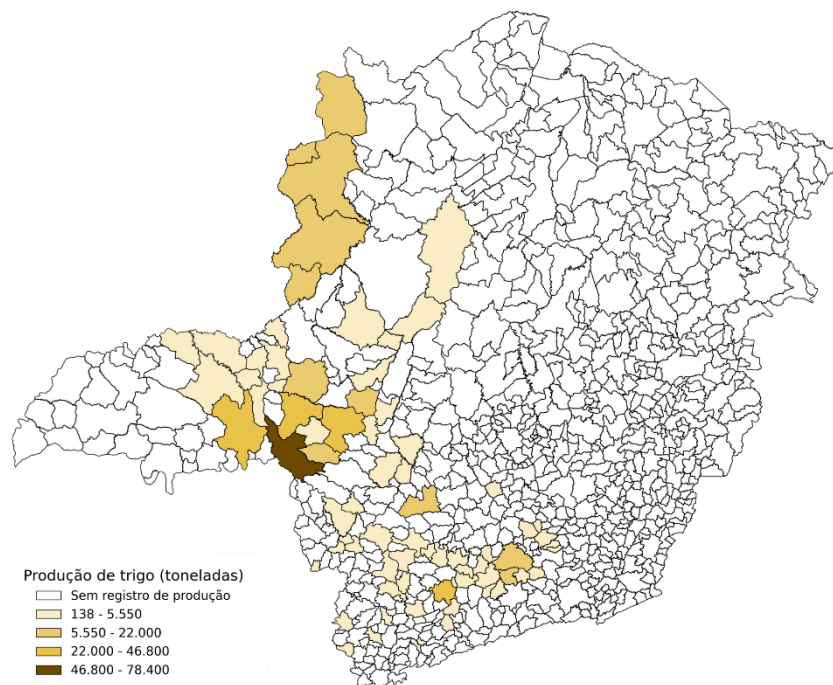 Produção de trigo (toneladas)
Sem registro de produção
138 - 5.550
5.550 - 22.000
22.000 - 46.800
46.800 - 78.400